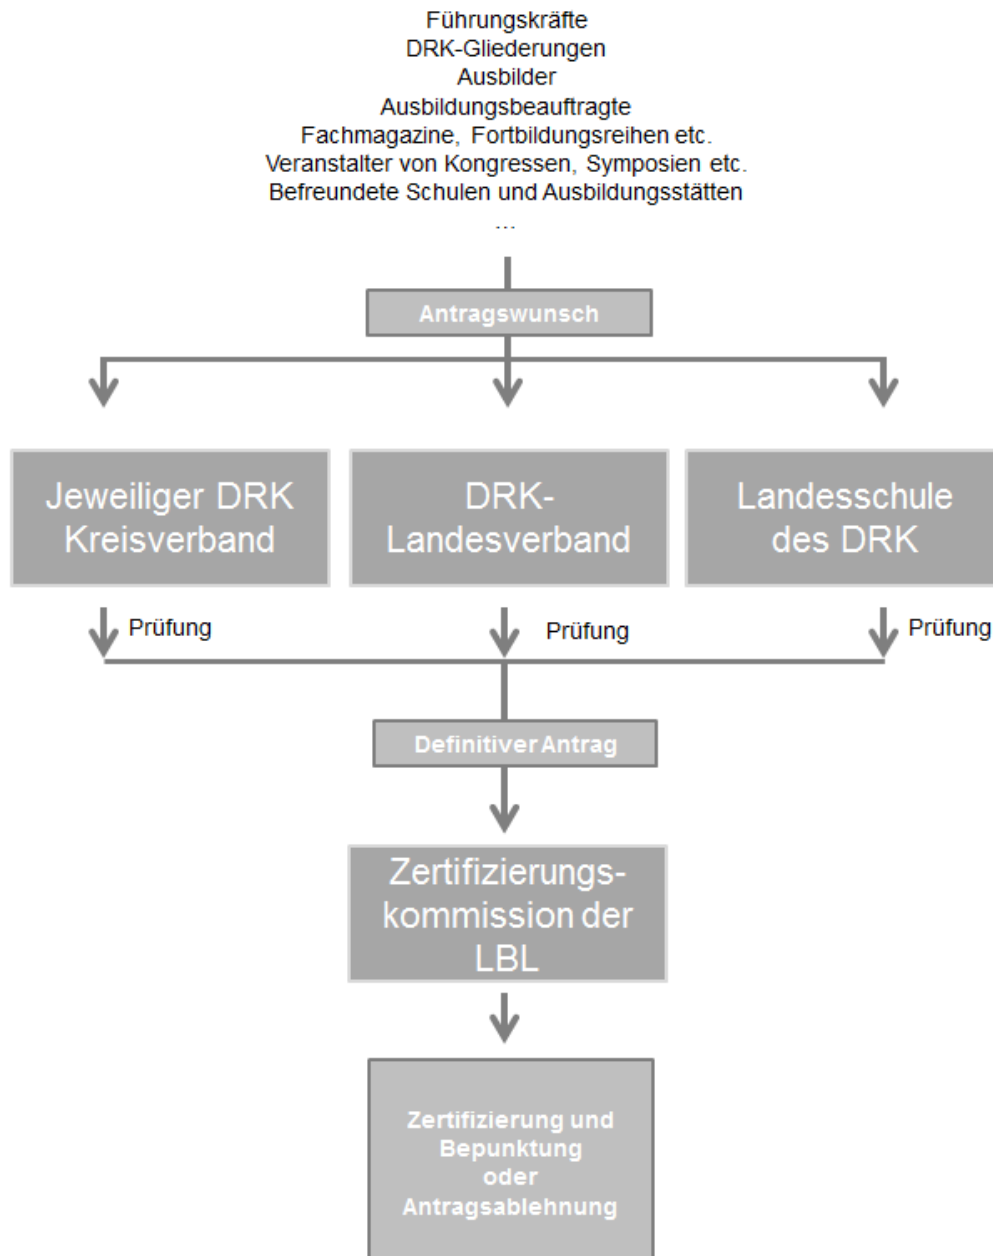 Führungskräfte
DRK-Gliederungen
Ausbilder
Ausbildungsbeauftragte
Fachmagazine, Fortbildungsreihen etc.
Veranstalter von Kongressen, Symposien etc.
Befreundete Schulen und Ausbildungsstätten
...
Antragswunsch
Jeweiliger DRK
Kreisverband
DRK-
Landesverband
Landesschule
des DRK
Prüfung
Prüfung
Prüfung
Definitiver Antrag
Zertifizierungs-
kommission der
LBL
Zertifizierung und
Bepunktung
oder
Antragsablehnung